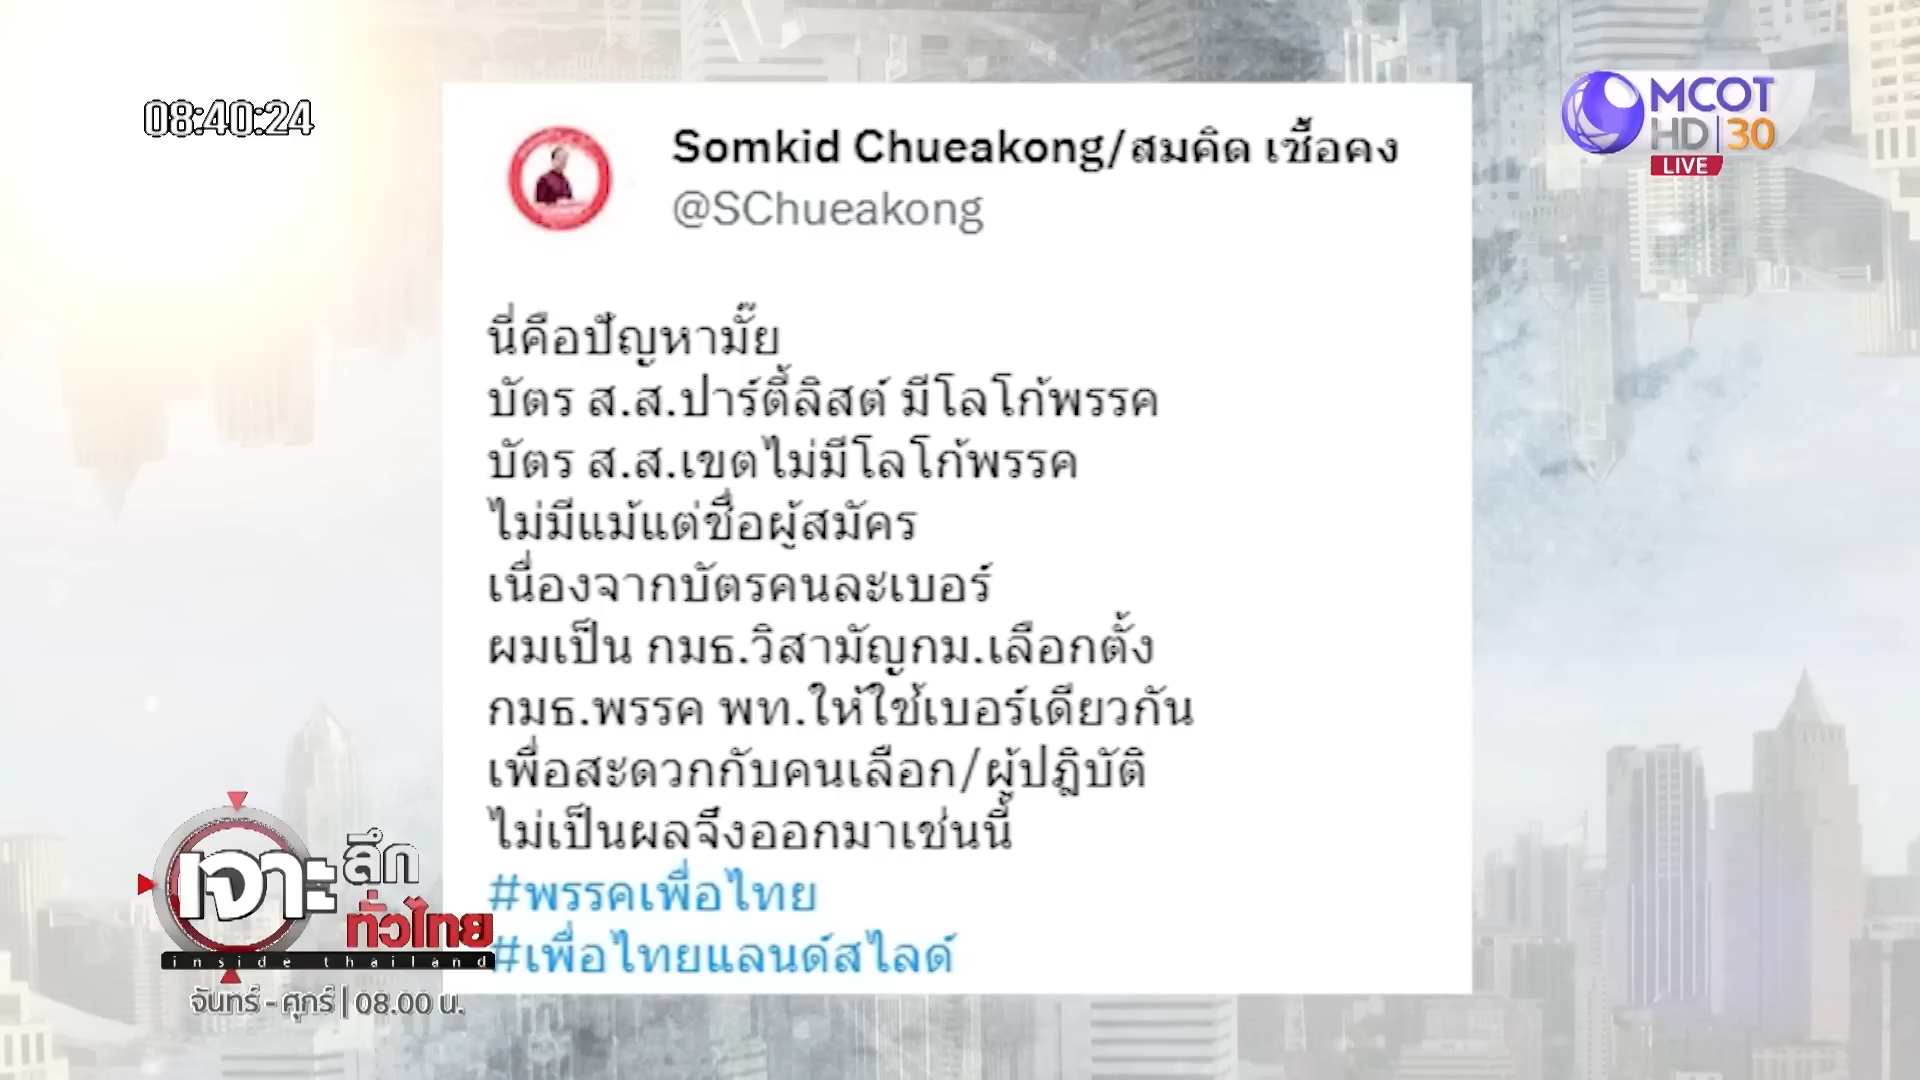 08:40:24
MCOT
HD|30
LIVE
Somkid Chueakong/สมคิด เชื้อคง
@SChueakong
นี่คือปัญหามั๊ย
บัตร ส.ส.ปาร์ตี้ลิสต์ มีโลโก้พรรค
บัตร ส.ส.เขตไม่มีโลโก้พรรค
ไม่มีแม้แต่ชื่อผู้สมัคร
เนื่องจากบัตรคนละเบอร์
ผมเป็น กมธ.วิสามัญกม.เลือกตั้ง
กมธ.พรรค พท.ให้ใช้เบอร์เดียวกัน
เพื่อสะดวกกับคนเลือก/ผู้ปฎิบัติ
ไม่เป็นผลจึงออกมาเช่นนี้
#พรรคเพื่อไทย
#เพื่อไทยแลนด์สไลด์
เจาะลึก
ทั่วไทย
inside thailand
จันทร์ - ศุกร์ | 08.00 น.